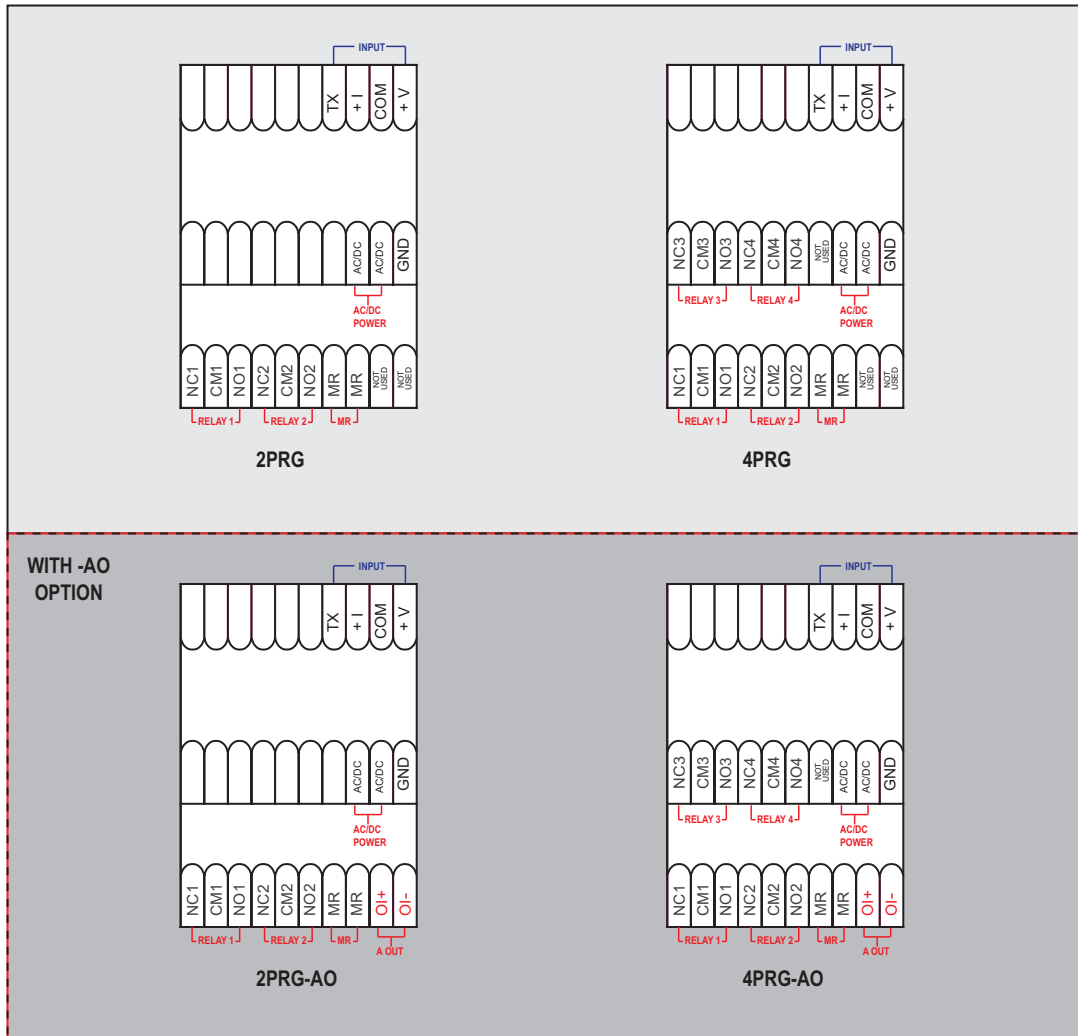 INPUT
TX +I COM +V
AC/DC AC/DC GND
AC/DC
POWER
NC1 CM1 NO1 NC2 CM2 NO2 MR MR NOT USED NOT USED
RELAY 1 RELAY 2 MR
2PRG
INPUT
TX +I COM +V
NC3 CM3 NO3 NC4 CM4 NO4 NOT USED AC/DC AC/DC GND
RELAY 3 RELAY 4 AC/DC
POWER
NC1 CM1 NO1 NC2 CM2 NO2 MR MR NOT USED NOT USED
RELAY 1 RELAY 2 MR
4PRG
WITH -AO
OPTION
INPUT
TX +I COM +V
AC/DC AC/DC GND
AC/DC
POWER
NC1 CM1 NO1 NC2 CM2 NO2 MR MR OI+ OI-
RELAY 1 RELAY 2 MR A OUT
2PRG-AO
INPUT
TX +I COM +V
NC3 CM3 NO3 NC4 CM4 NO4 NOT USED AC/DC AC/DC GND
RELAY 3 RELAY 4 AC/DC
POWER
NC1 CM1 NO1 NC2 CM2 NO2 MR MR OI+ OI-
RELAY 1 RELAY 2 MR A OUT
4PRG-AO